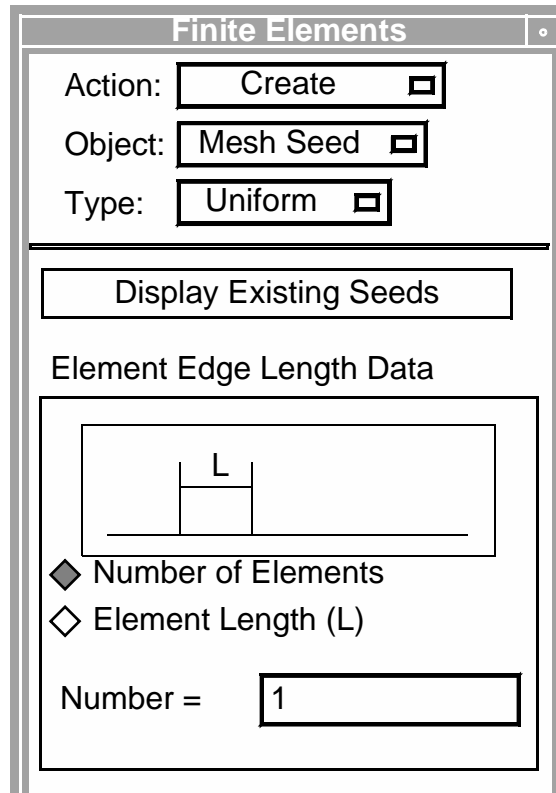 Finite Elements
Action: Create
Object: Mesh Seed
Type: Uniform
Display Existing Seeds
Element Edge Length Data
L
Number of Elements
Element Length (L)
Number = 1